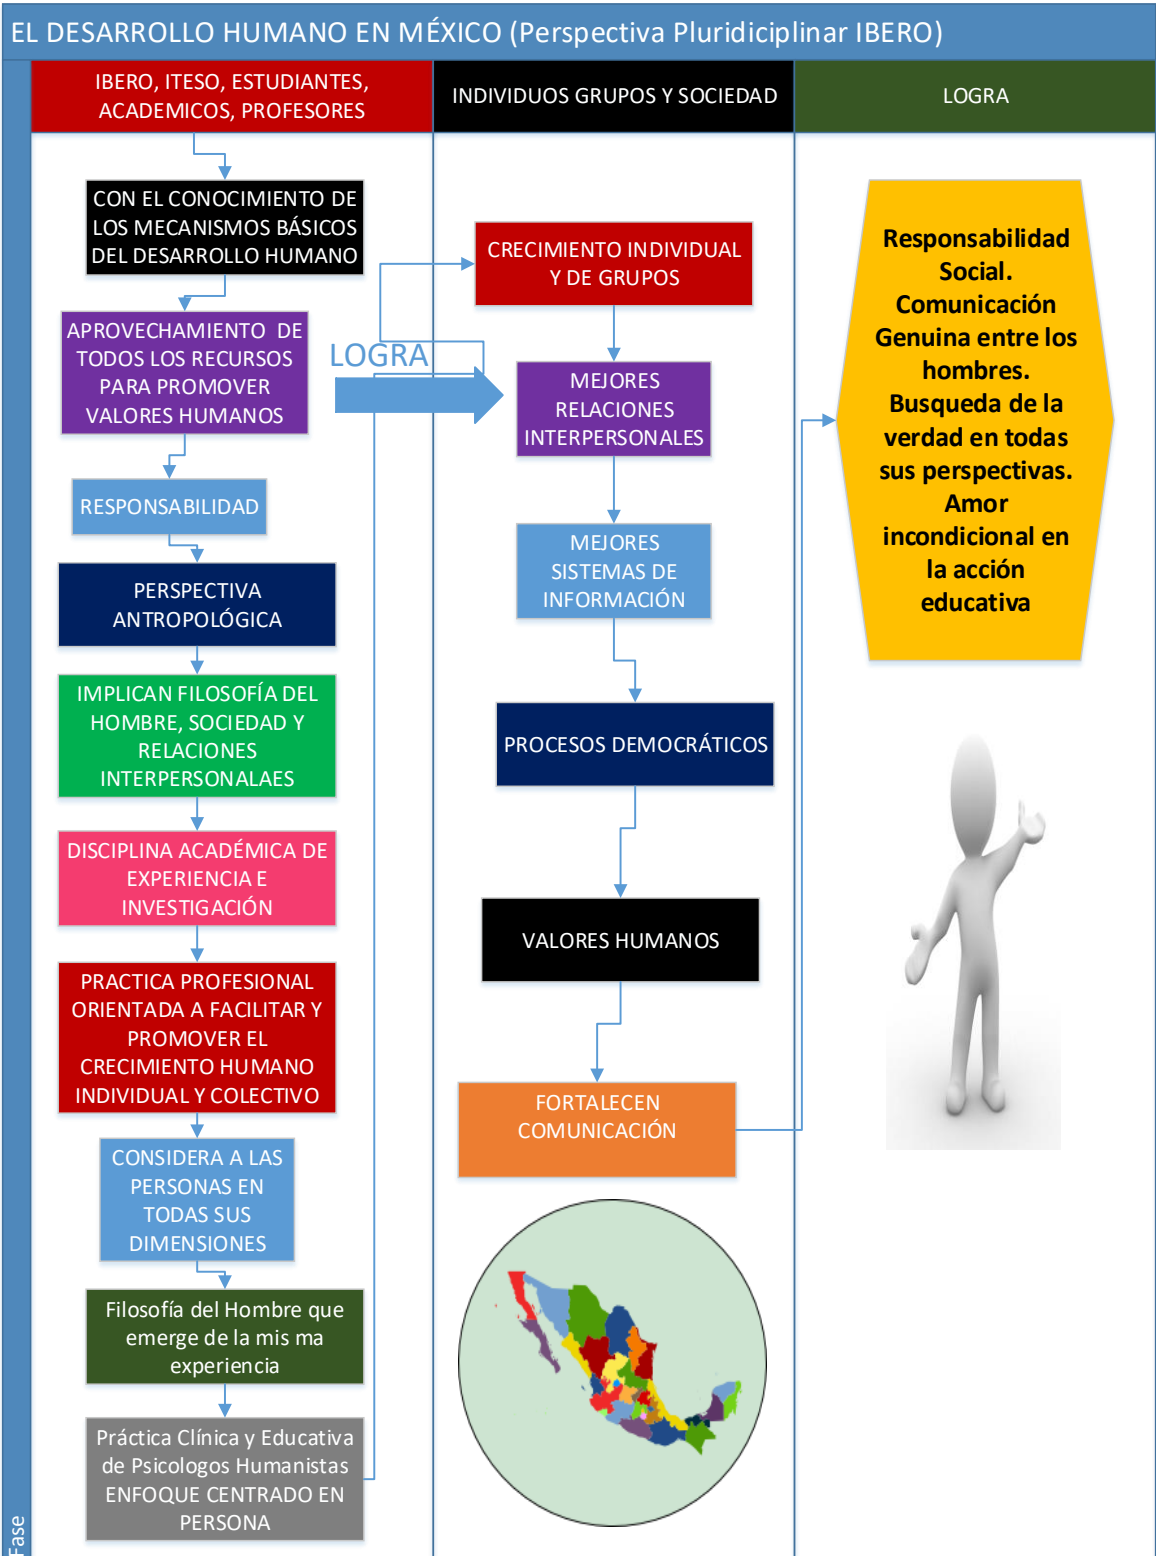 EL DESARROLLO HUMANO EN MÉXICO (Perspectiva Pluridiciplinar IBERO)
IBERO, ITESO, ESTUDIANTES,
ACADEMICOS, PROFESORES
CON EL CONOCIMIENTO DE
LOS MECANISMOS BÁSICOS
DEL DESARROLLO HUMANO
APROVECHAMIENTO DE
TODOS LOS RECURSOS
PARA PROMOVER
VALORES HUMANOS
RESPONSABILIDAD
PERSPECTIVA
ANTROPOLÓGICA
IMPLICAN FILOSOFÍA DEL
HOMBRE, SOCIEDAD Y
RELACIONES
INTERPERSONALAES
DISCIPLINA ACADÉMICA DE
EXPERIENCIA E
INVESTIGACIÓN
PRACTICA PROFESIONAL
ORIENTADA A FACILITAR Y
PROMOVER EL
CRECIMIENTO HUMANO
INDIVIDUAL Y COLECTIVO
CONSIDERA A LAS
PERSONAS EN
TODAS SUS
DIMENSIONES
Filosofía del Hombre que
emerge de la mis ma
experiencia
Práctica Clínica y Educativa
de Psicologos Humanistas
ENFOQUE CENTRADO EN
PERSONA
LOGRA
INDIVIDUOS GRUPOS Y SOCIEDAD
CRECIMIENTO INDIVIDUAL
Y DE GRUPOS
MEJORES
RELACIONES
INTERPERSONALES
MEJORES
SISTEMAS DE
INFORMACIÓN
PROCESOS DEMOCRÁTICOS
VALORES HUMANOS
FORTALECEN
COMUNICACIÓN
LOGRA
Responsabilidad
Social.
Comunicación
Genuina entre los
hombres.
Busqueda de la
verdad en todas
sus perspectivas.
Amor
incondicional en
la acción
educativa
Fase